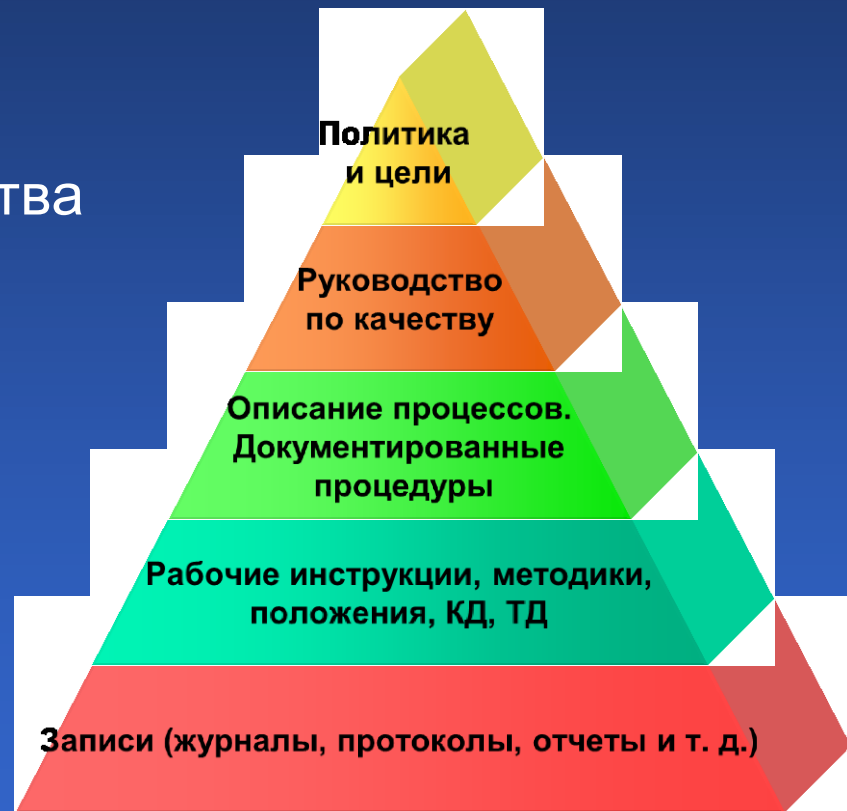 Политика
и цели
тва
Руководство
по качеству
Описание процессов.
Документированные
процедуры
Рабочие инструкции, методики,
положения, КД, ТД
Записи (журналы, протоколы, отчеты и т. д.)